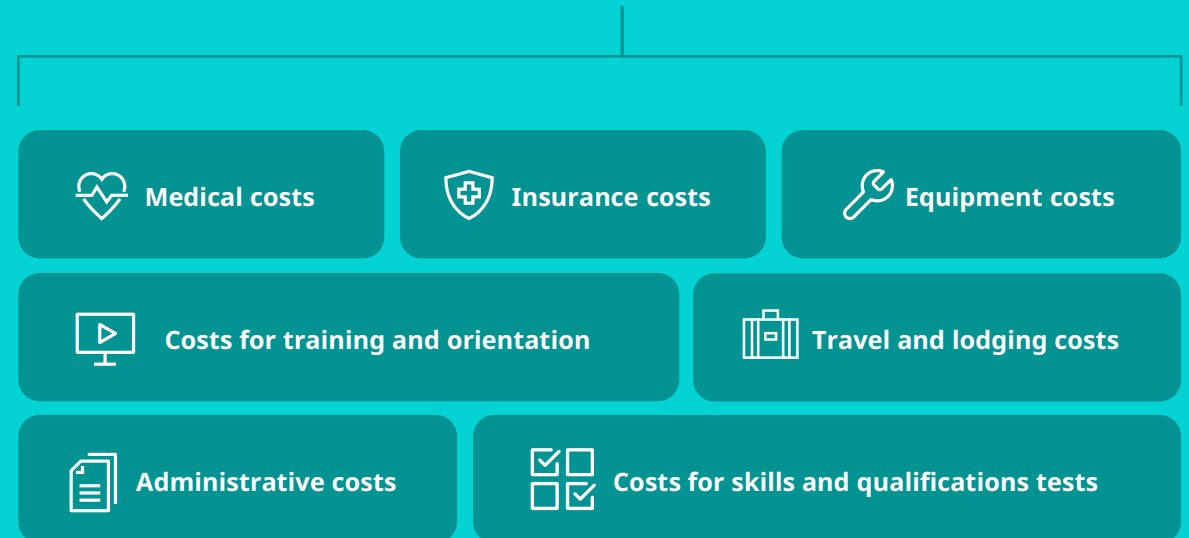 Medical costs
Insurance costs
Equipment costs
Costs for training and orientation
Travel and lodging costs
Administrative costs
Costs for skills and qualifications tests